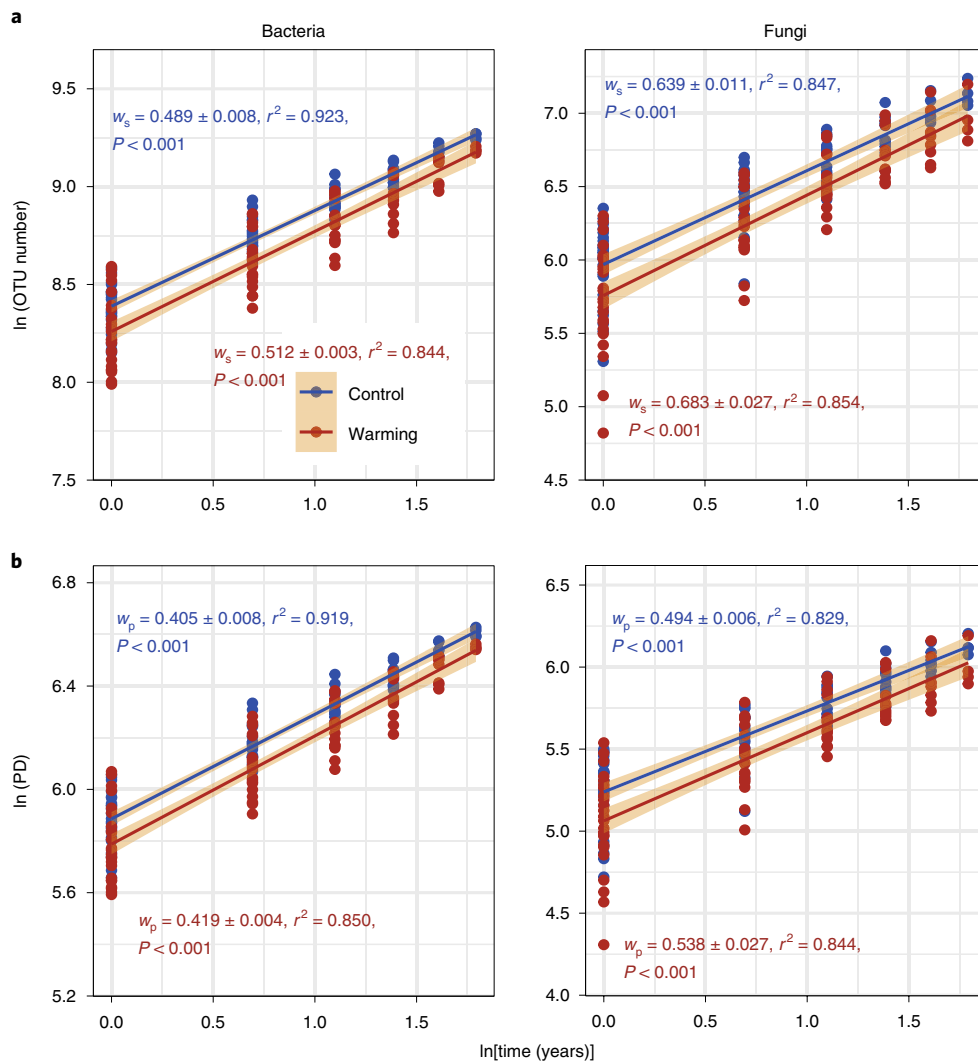 a
Bacteria
Fungi
ln (OTU number)
9.5
9.0
8.5
8.0
7.5
w_s = 0.489 ± 0.008, r² = 0.923,
P < 0.001
w_s = 0.512 ± 0.003, r² = 0.844,
P < 0.001
Control
Warming
0.0 0.5 1.0 1.5
7.0
6.5
6.0
5.5
5.0
4.5
w_s = 0.639 ± 0.011, r² = 0.847,
P < 0.001
w_s = 0.683 ± 0.027, r² = 0.854,
P < 0.001
0.0 0.5 1.0 1.5
b
ln (PD)
6.8
6.4
6.0
5.6
5.2
w_p = 0.405 ± 0.008, r² = 0.919,
P < 0.001
w_p = 0.419 ± 0.004, r² = 0.850,
P < 0.001
0.0 0.5 1.0 1.5
6.5
6.0
5.5
5.0
4.5
4.0
w_p = 0.494 ± 0.006, r² = 0.829,
P < 0.001
w_p = 0.538 ± 0.027, r² = 0.844,
P < 0.001
0.0 0.5 1.0 1.5
ln[time (years)]